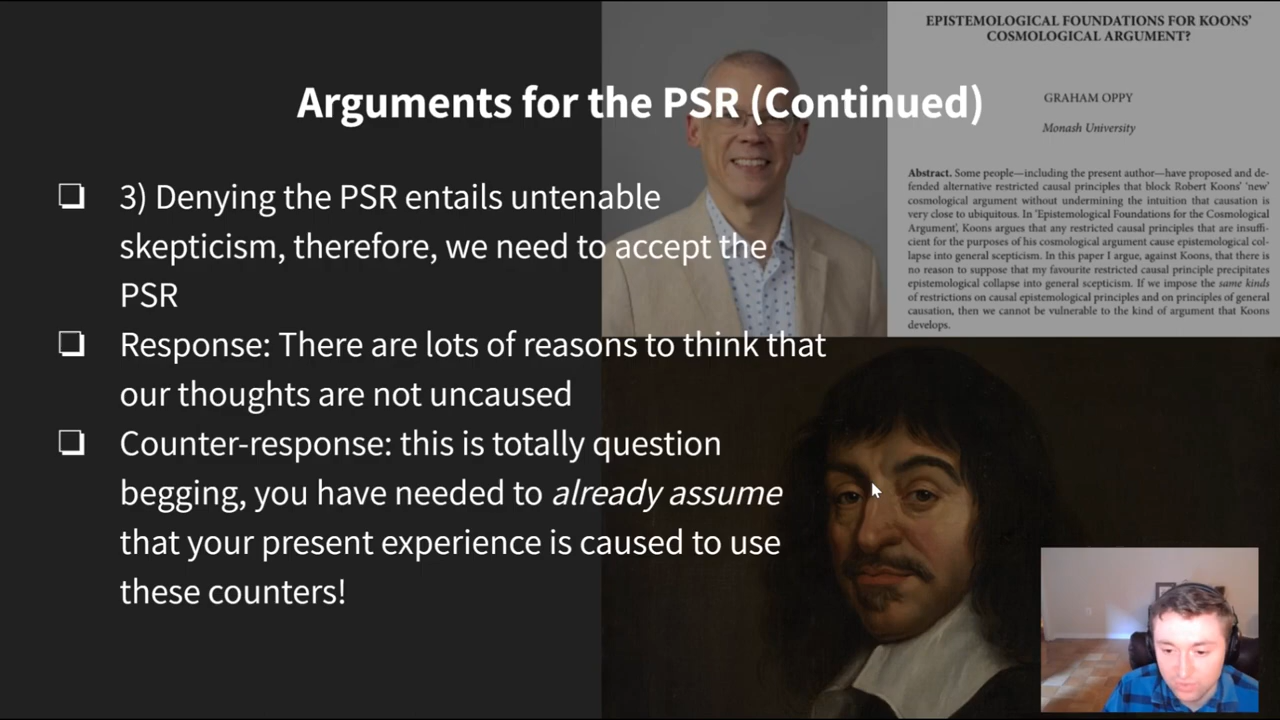 Arguments for the PSR (Continued)
❏ 3) Denying the PSR entails untenable
skepticism, therefore, we need to accept the
PSR
❏ Response: There are lots of reasons to think that
our thoughts are not uncaused
❏ Counter-response: this is totally question
begging, you have needed to already assume
that your present experience is caused to use
these counters!
EPISTEMOLOGICAL FOUNDATIONS FOR KOONS'
COSMOLOGICAL ARGUMENT?
GRAHAM OPPY
Monash University
Abstract. Some people—including the present author—have proposed and de-
fended alternative restricted causal principles that block Robert Koons' 'new'
cosmological argument without undermining the intuition that causation is
very close to ubiquitous. In 'Epistemological Foundations for the Cosmological
Argument', Koons argues that any restricted causal principles that are insuffi-
cient for the purposes of his cosmological argument cause epistemological col-
lapse into general scepticism. In this paper I argue, against Koons, that there is
no reason to suppose that my favourite restricted causal principle precipitates
epistemological collapse into general scepticism. If we impose the same kinds
of restrictions on causal epistemological principles and on principles of general
causation, then we cannot be vulnerable to the kind of argument that Koons
develops.